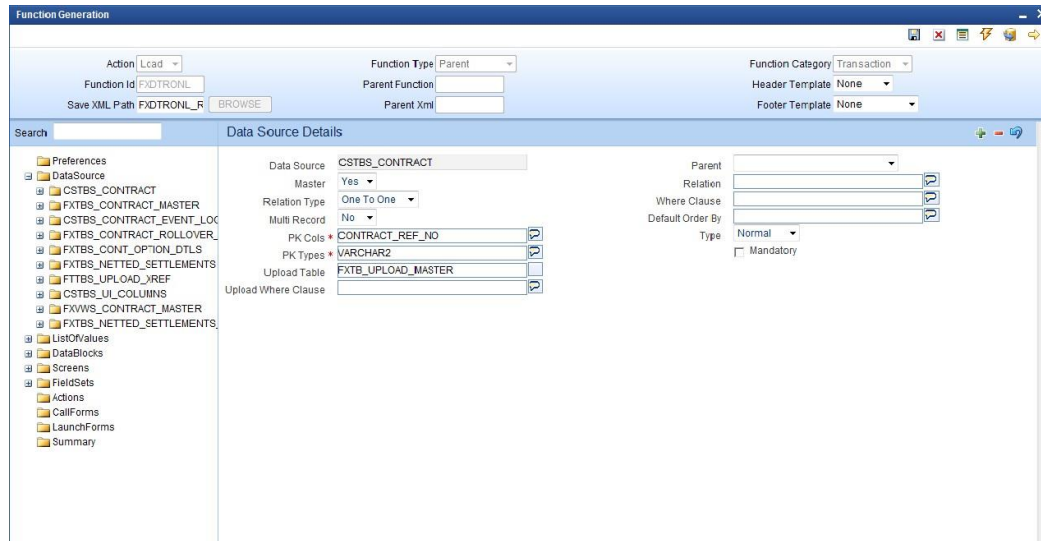 Function Generation
Action Load
Function Type Parent
Function Category Transaction
Function Id FXDTRONL
Parent Function
Header Template None
Save XML Path FXDTRONL_R BROWSE
Parent Xml
Footer Template None
Search
Data Source Details
Preferences
DataSource
CSTBS_CONTRACT
FXTBS_CONTRACT_MASTER
CSTBS_CONTRACT_EVENT_LOG
FXTBS_CONTRACT_ROLLOVER_
FXTBS_CONT_OPTION_DTLS
FXTBS_NETTED_SETTLEMENTS
FTTBS_UPLOAD_XREF
CSTBS_UI_COLUMNS
FXVWS_CONTRACT_MASTER
FXTBS_NETTED_SETTLEMENTS_
ListOfValues
DataBlocks
Screens
FieldSets
Actions
CallForms
LaunchForms
Summary
Data Source CSTBS_CONTRACT
Master Yes
Relation Type One To One
Multi Record No
PK Cols * CONTRACT_REF_NO
PK Types * VARCHAR2
Upload Table FXTB_UPLOAD_MASTER
Upload Where Clause
Parent
Relation
Where Clause
Default Order By
Type Normal
Mandatory